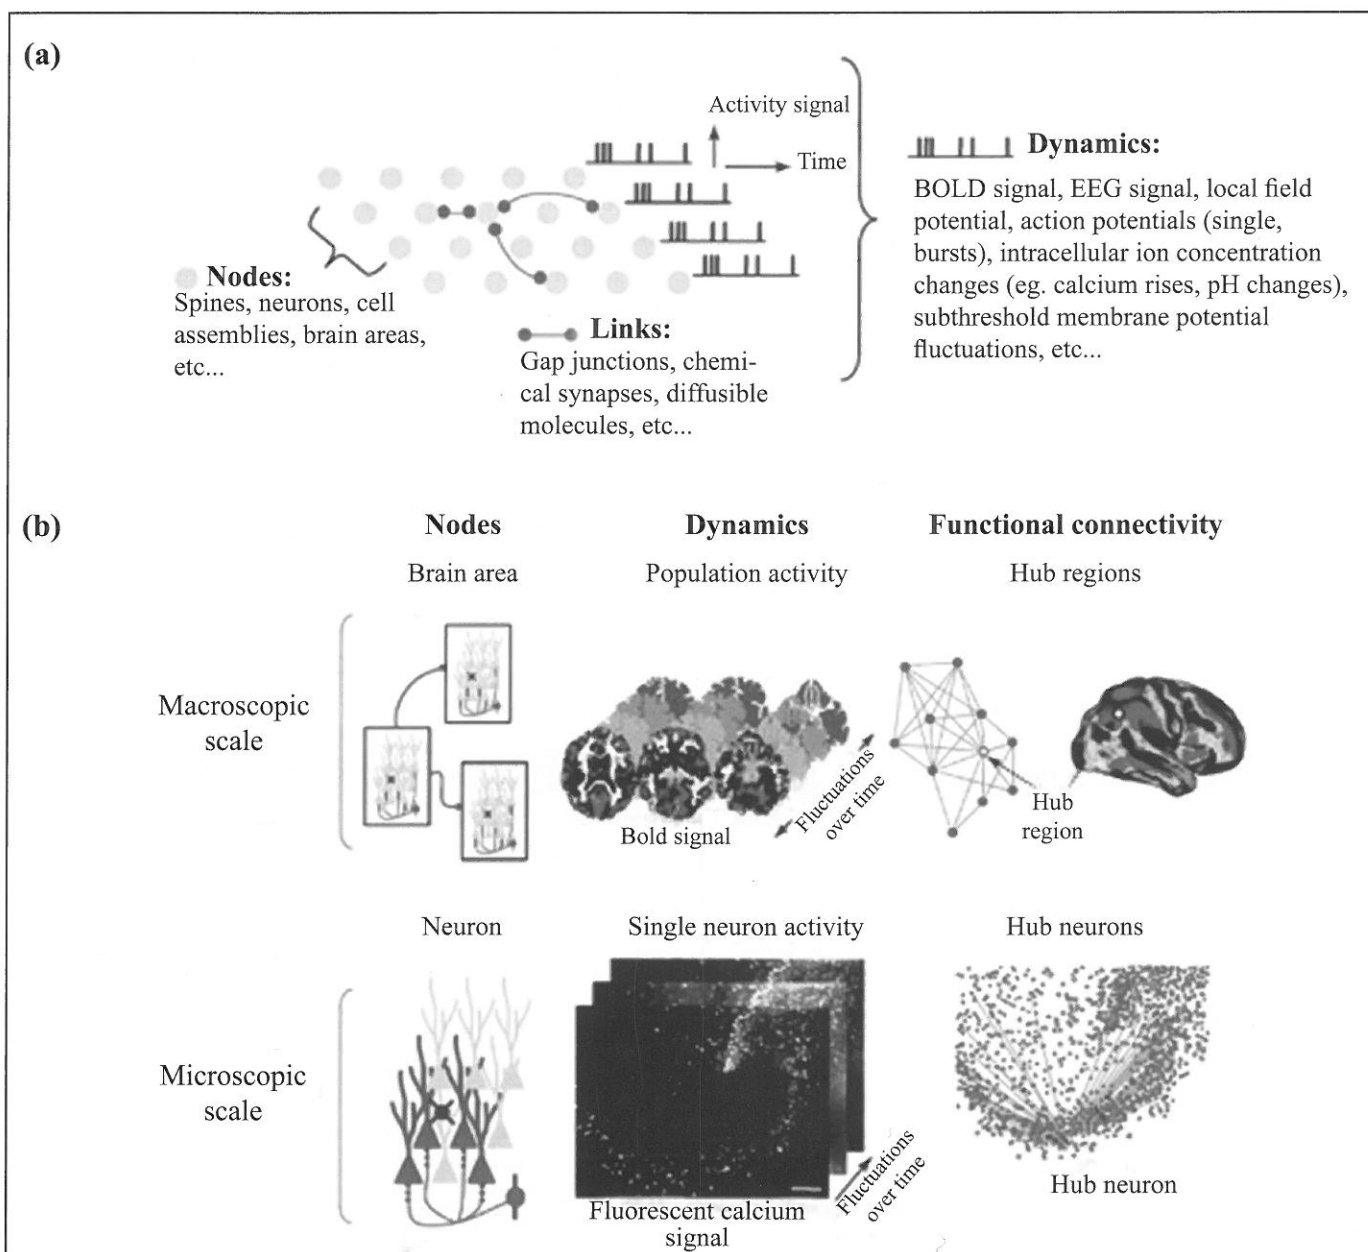 (a)
Activity signal
Time
Nodes:
Spines, neurons, cell
assemblies, brain areas,
etc...
Links:
Gap junctions, chemi-
cal synapses, diffusible
molecules, etc...
Dynamics:
BOLD signal, EEG signal, local field
potential, action potentials (single,
bursts), intracellular ion concentration
changes (eg. calcium rises, pH changes),
subthreshold membrane potential
fluctuations, etc...
(b)
Nodes
Dynamics
Functional connectivity
Brain area
Population activity
Hub regions
Macroscopic
scale
Bold signal
Fluctuations
over time
Hub
region
Neuron
Single neuron activity
Hub neurons
Microscopic
scale
Fluorescent calcium
signal
Fluctuations
over time
Hub neuron